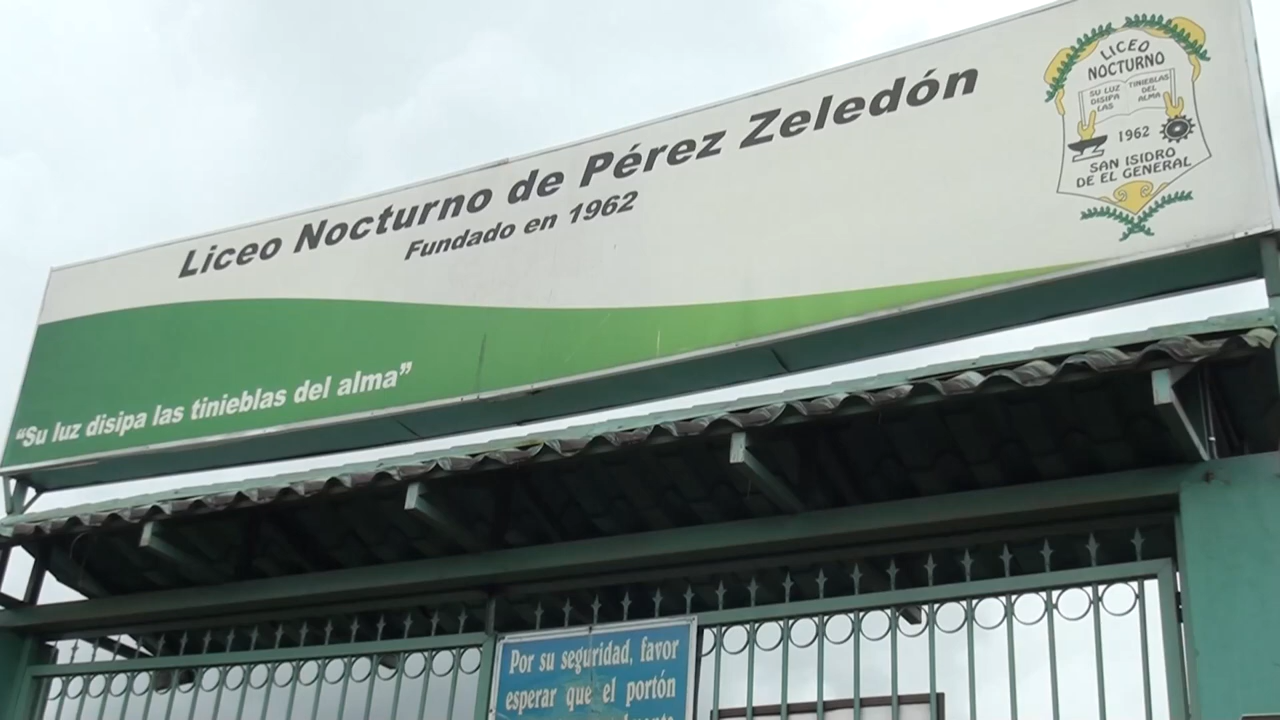 Liceo Nocturno de Pérez Zeledón
Fundado en 1962
“Su luz disipa las tinieblas del alma”
LICEO
NOCTURNO
SU LUZ
DISIPA
LAS
TINIEBLAS
DEL
ALMA
1962
SAN ISIDRO
DE EL GENERAL
Por su seguridad, favor
esperar que el portón